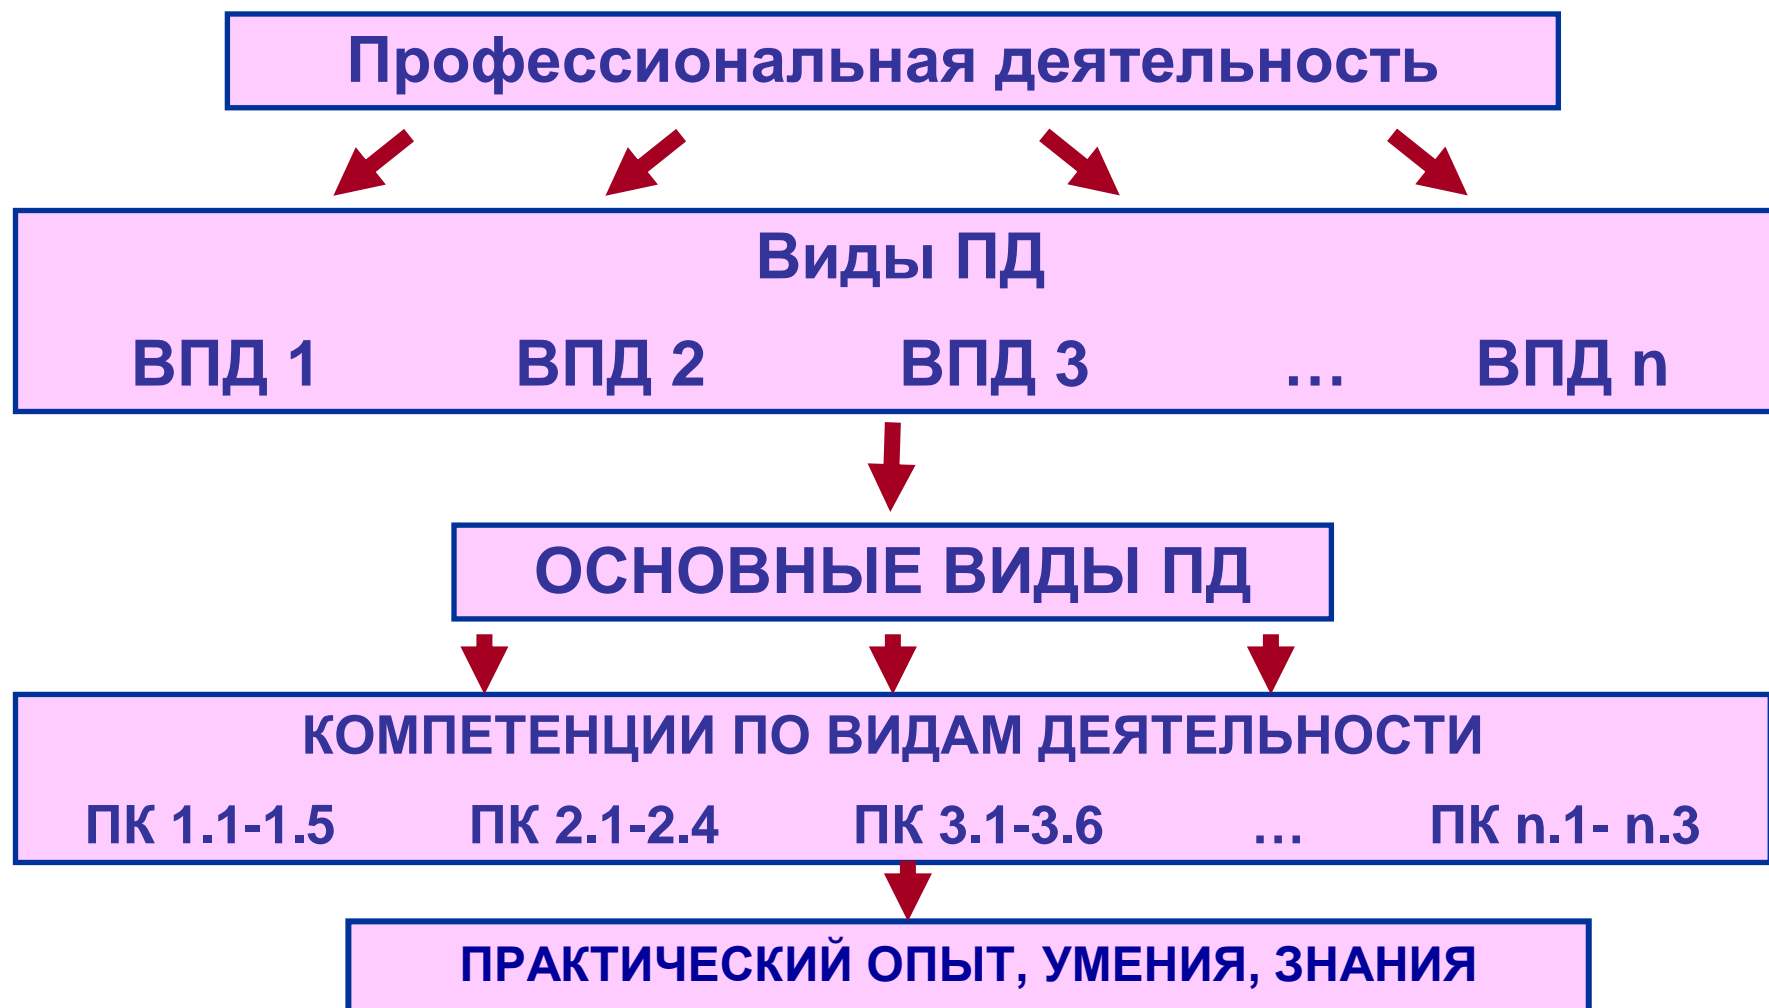 Профессиональная деятельность
Виды ПД
ВПД 1 ВПД 2 ВПД 3 … ВПД n
ОСНОВНЫЕ ВИДЫ ПД
КОМПЕТЕНЦИИ ПО ВИДАМ ДЕЯТЕЛЬНОСТИ
ПК 1.1-1.5 ПК 2.1-2.4 ПК 3.1-3.6 … ПК n.1- n.3
ПРАКТИЧЕСКИЙ ОПЫТ, УМЕНИЯ, ЗНАНИЯ